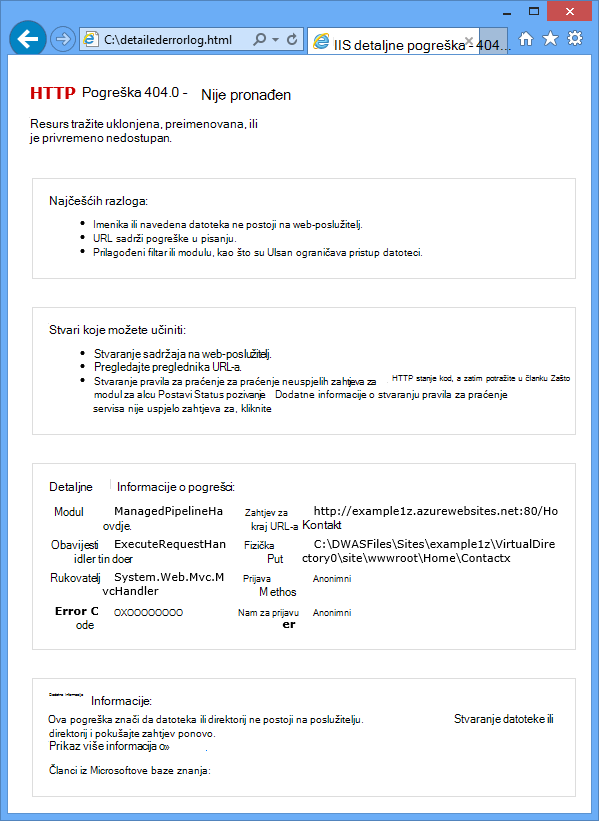 C:\detailederrorlog.html
IIS detaljne pogreška - 404...
HTTP Pogreška 404.0 - Nije pronađen
Resurs tražite uklonjena, preimenovana, ili
je privremeno nedostupan.
Najčešćih razloga:
Imenika ili navedena datoteka ne postoji na web-poslužitelj.
URL sadrži pogreške u pisanju.
Prilagođeni filtar ili modulu, kao što su Ulsan ograničava pristup datoteci.
Stvari koje možete učiniti:
Stvaranje sadržaja na web-poslužitelj.
Pregledajte preglednika URL-a.
Stvaranje pravila za praćenje za praćenje neuspjelih zahtjeva za HTTP stanje kod, a zatim potražite u članku Zašto
modul za alcu Postavi Status pozivanje Dodatne informacije o stvaranju pravila za praćenje
servisa nije uspjelo zahtjeva za, kliknite
Detaljne Informacije o pogrešci:
Modul ManagedPipelineHa Zahtjev za http://example1z.azurewebsites.net:80/Ho
ovdje. kraj URL-a Kontakt
Obavijesti ExecuteRequestHan Fizička C:\DWASFiles\Sites\example1z\VirtualDire
idler tin doer Put ctory0\site\wwwroot\Home\Contactx
Rukovatelj System.Web.Mvc.M Prijava Anonimni
vcHandler M ethos
Error C OXOOOOOOOO Nam za prijavu Anonimni
ode er
Dodatne informacije Informacije:
Ova pogreška znači da datoteka ili direktorij ne postoji na poslužitelju. Stvaranje datoteke ili
direktorij i pokušajte zahtjev ponovo.
Prikaz više informacija o» .
Članci iz Microsoftove baze znanja: